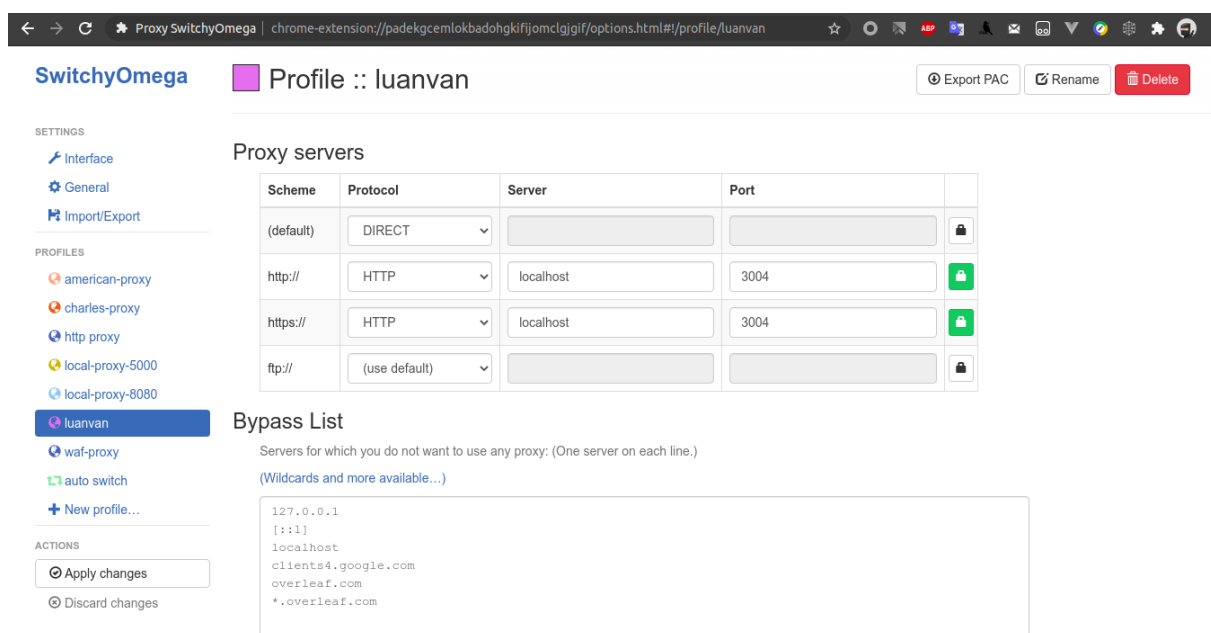 Proxy SwitchyOmega | chrome-extension://padekgcemlokbadohgkifijomclgjgif/options.html#!/profile/luanvan
ABP
SwitchyOmega
Profile :: luanvan
Export PAC
Rename
Delete
SETTINGS
Interface
General
Import/Export
PROFILES
american-proxy
charles-proxy
http proxy
local-proxy-5000
local-proxy-8080
luanvan
waf-proxy
auto switch
New profile…
ACTIONS
Apply changes
Discard changes
Proxy servers
Scheme Protocol Server Port
(default) DIRECT
http:// HTTP localhost 3004
https:// HTTP localhost 3004
ftp:// (use default)
Bypass List
Servers for which you do not want to use any proxy: (One server on each line.)
(Wildcards and more available…)
127.0.0.1
[::1]
localhost
clients4.google.com
overleaf.com
*.overleaf.com